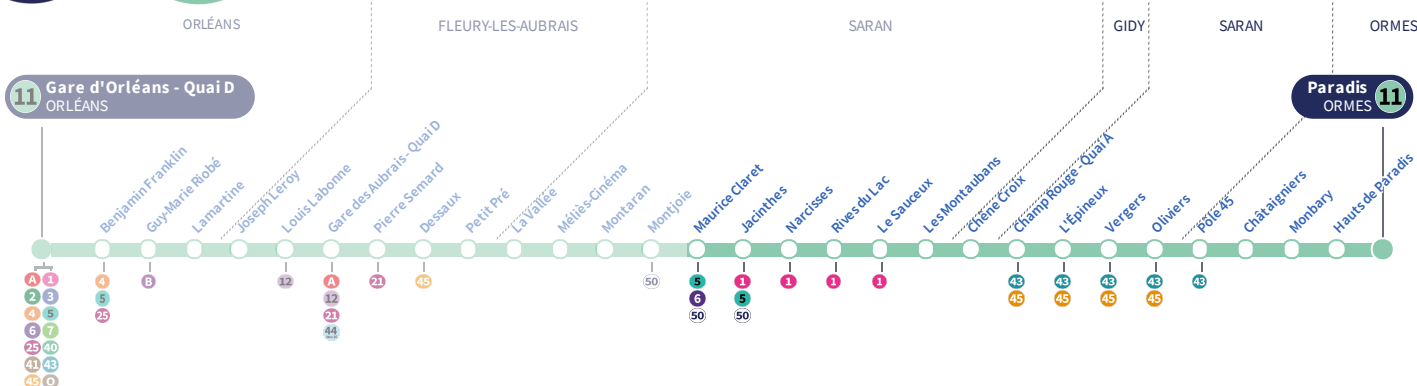 ORLÉANS
FLEURY-LES-AUBRAIS
SARAN
GIDY
SARAN
ORMES
11 Gare d'Orléans - Quai D
ORLÉANS
Paradis 11
ORMES
Benjamin Franklin
Guy-Marie Riobé
Lamartine
Joseph Leroy
Louis Labonne
Gare des Aubrais - Quai D
Pierre Semard
Dessaux
Petit Pré
La Vallée
Méliès-Cinéma
Montaran
Montjoie
Maurice Claret
Jacinthes
Narcisses
Rives du Lac
Le Sauceux
Les Montaubans
Chêne Croix
Champ Rouge - Quai A
L'Épineux
Vergers
Oliviers
Pôle 45
Châtaigniers
Monbary
Hauts de Paradis
A 1
2 3
4 5
6 7
25 40
41 43
45 O
4
5
25
B
12
A
12
21
44
21
45
50
5
6
50
1
5
50
1
1
1
43
45
43
45
43
45
43
45
43